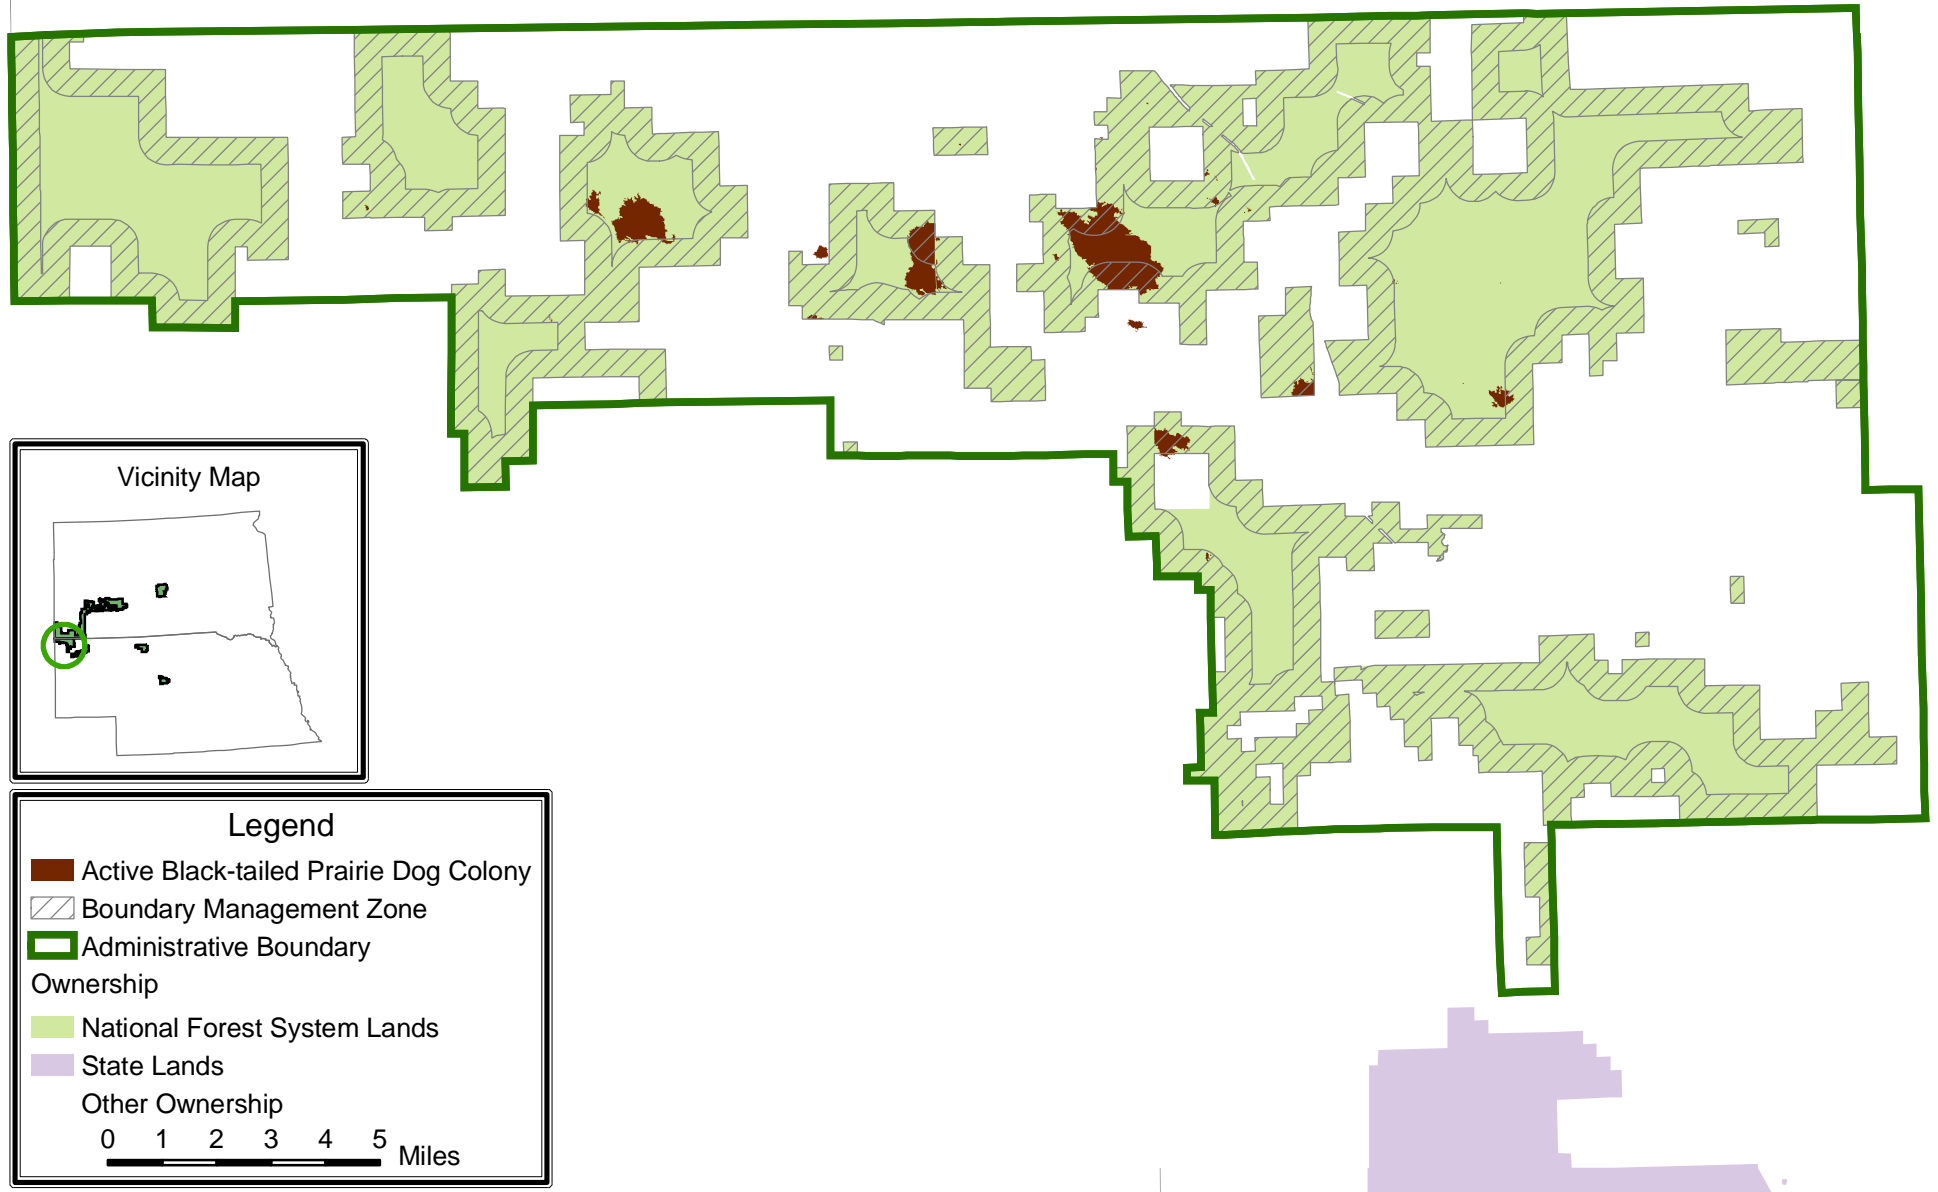 Vicinity Map
Legend
Active Black-tailed Prairie Dog Colony
Boundary Management Zone
Administrative Boundary
Ownership
National Forest System Lands
State Lands
Other Ownership
0 1 2 3 4 5
Miles